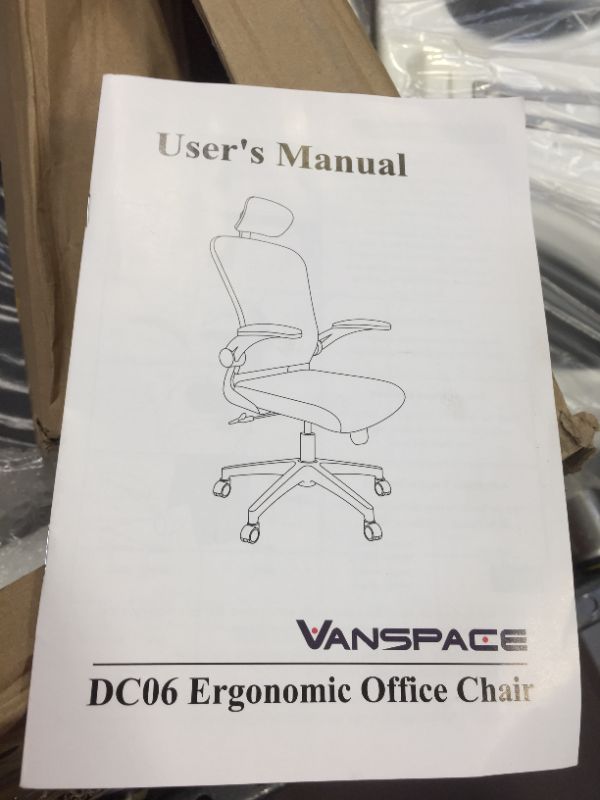 User's Manual
VANSPACE
DC06 Ergonomic Office Chair